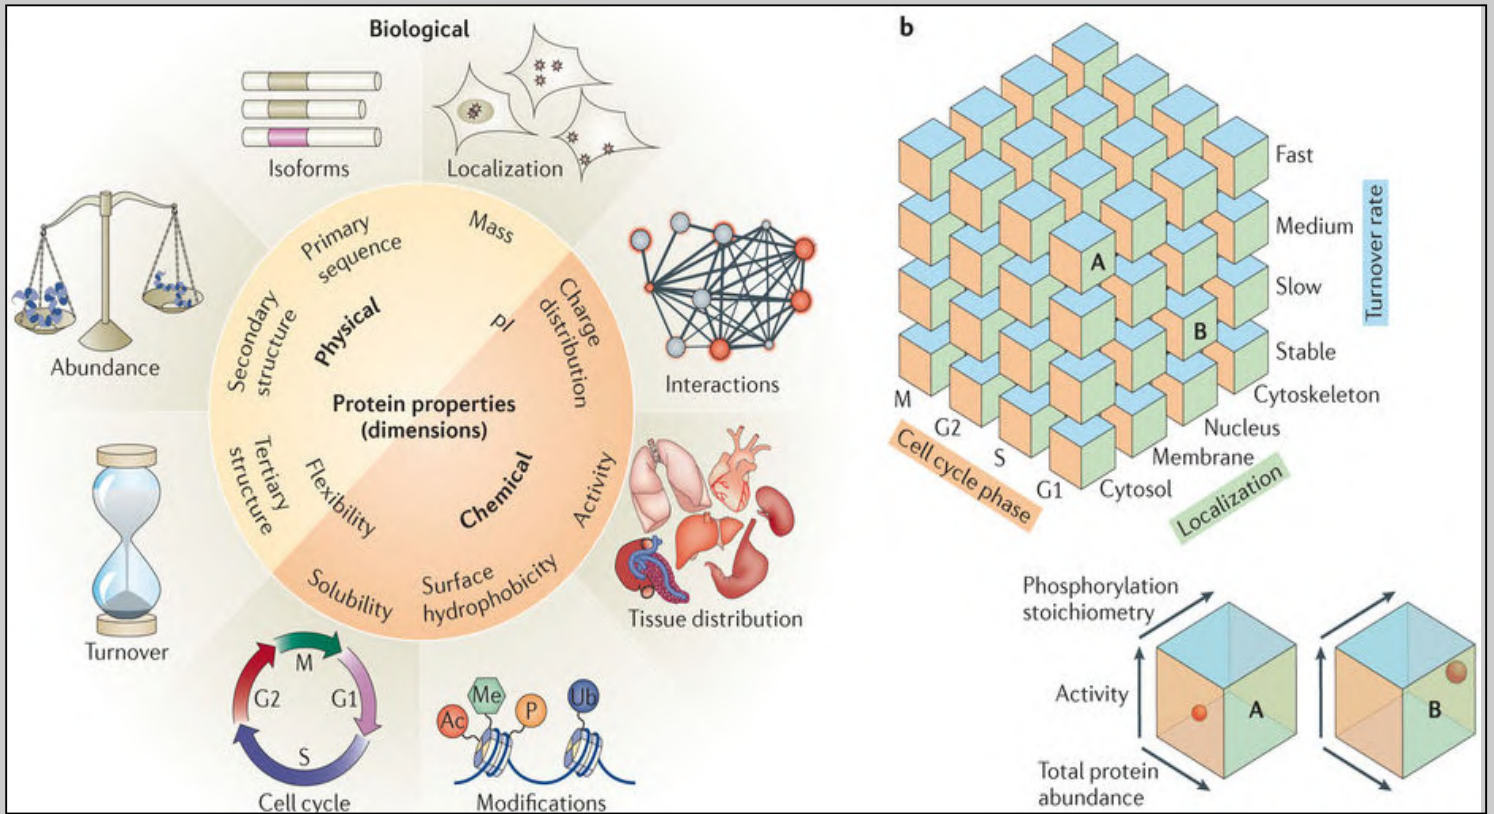 Biological
Isoforms
Localization
Abundance
Interactions
Turnover
Tissue distribution
Cell cycle
M
G1
S
G2
Modifications
Ac
Me
P
Ub
Primary
sequence
Mass
Secondary
structure
Physical
pI
Charge
distribution
Protein properties
(dimensions)
Tertiary
structure
Flexibility
Chemical
Activity
Solubility
Surface
hydrophobicity
b
A
B
Fast
Medium
Slow
Stable
Turnover rate
M
G2
S
G1
Cell cycle phase
Cytoskeleton
Nucleus
Membrane
Cytosol
Localization
Phosphorylation
stoichiometry
Activity
Total protein
abundance
A
B